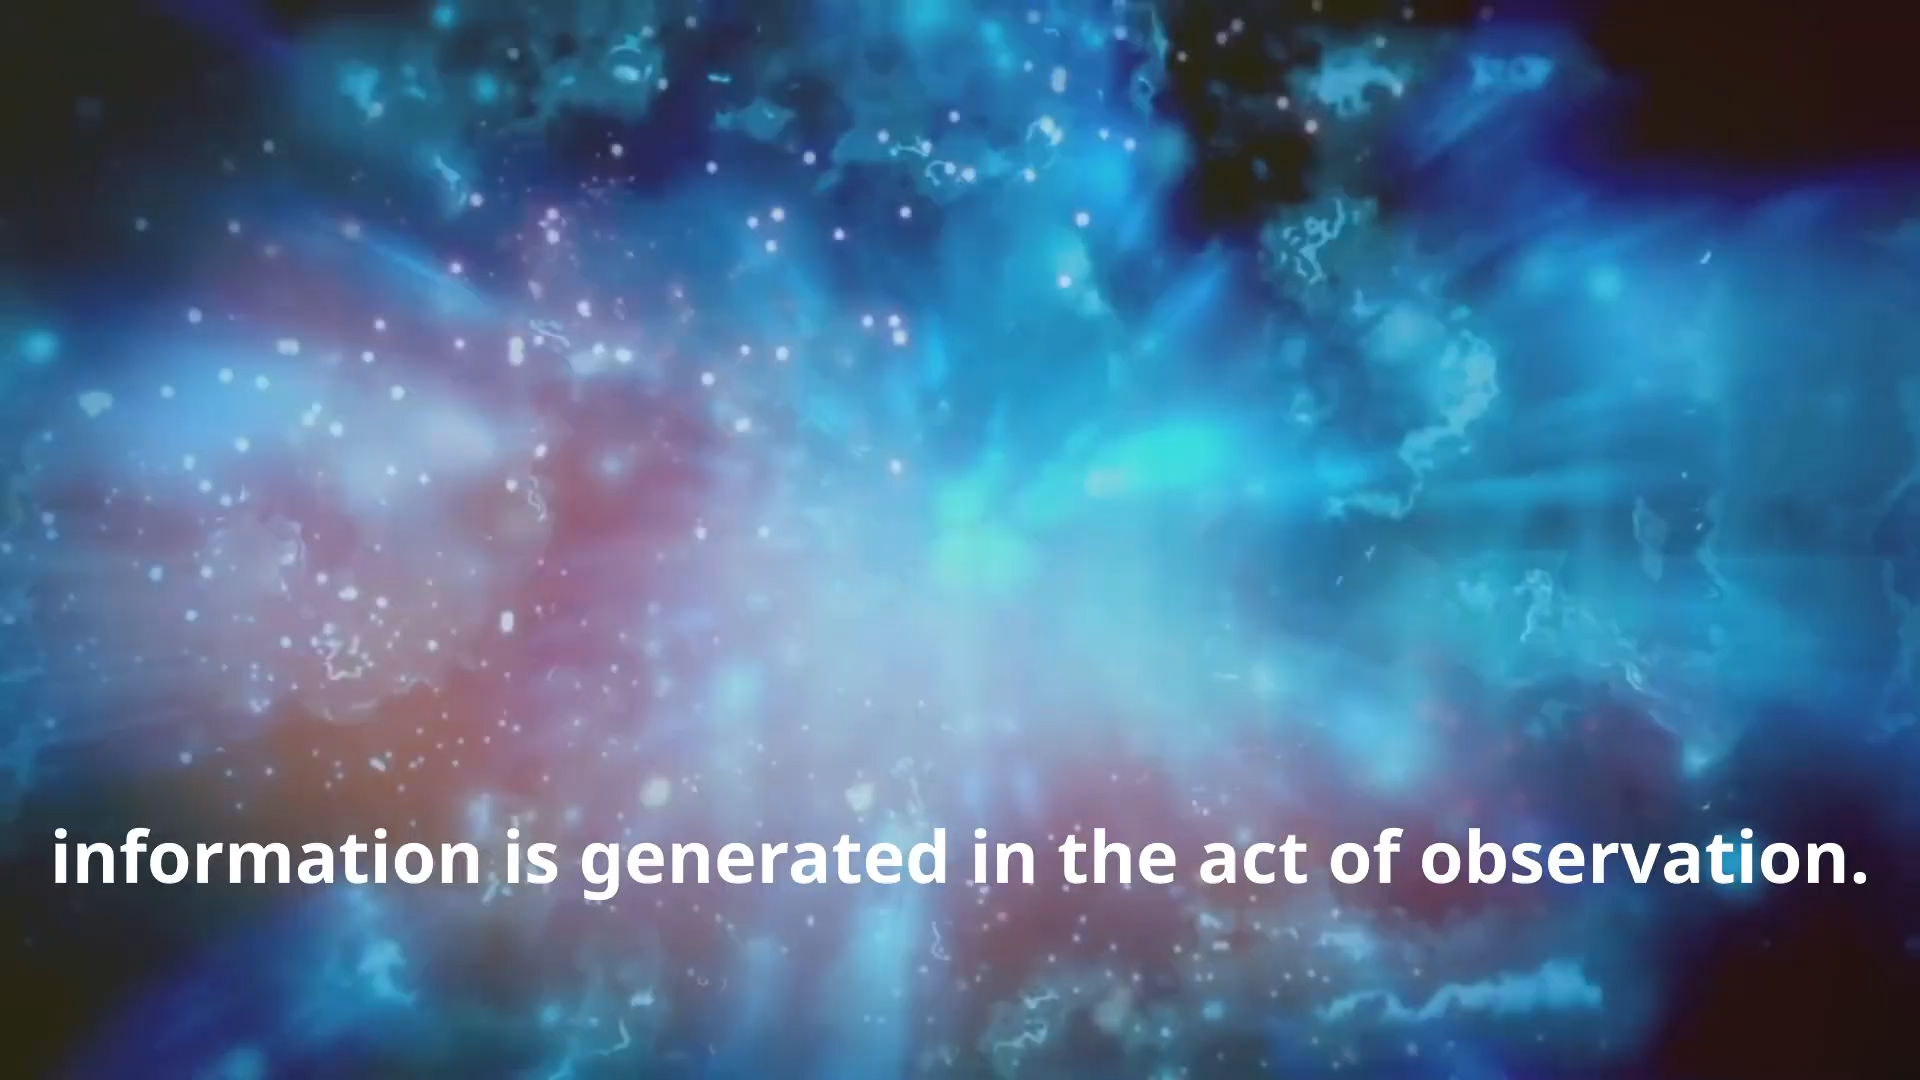 information is generated in the act of observation.